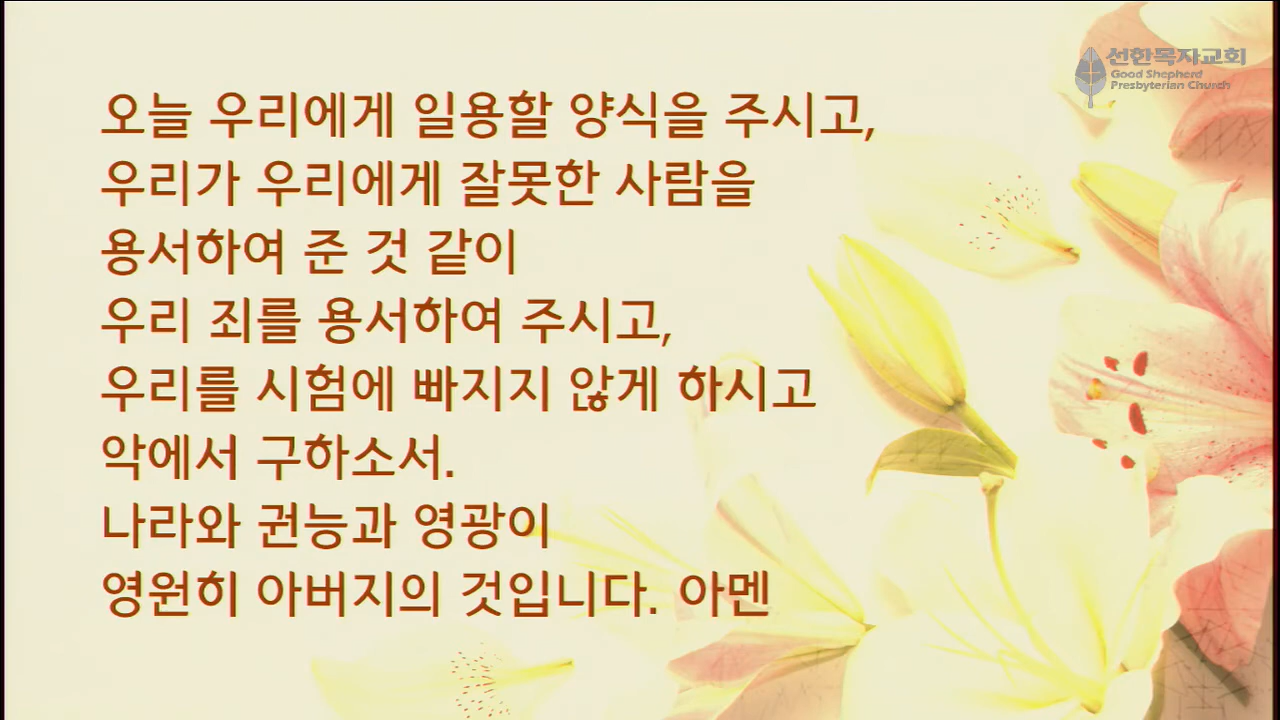 선한목자교회
Good Shepherd
Presbyterian Church
오늘 우리에게 일용할 양식을 주시고,
우리가 우리에게 잘못한 사람을
용서하여 준 것 같이
우리 죄를 용서하여 주시고,
우리를 시험에 빠지지 않게 하시고
악에서 구하소서.
나라와 권능과 영광이
영원히 아버지의 것입니다. 아멘